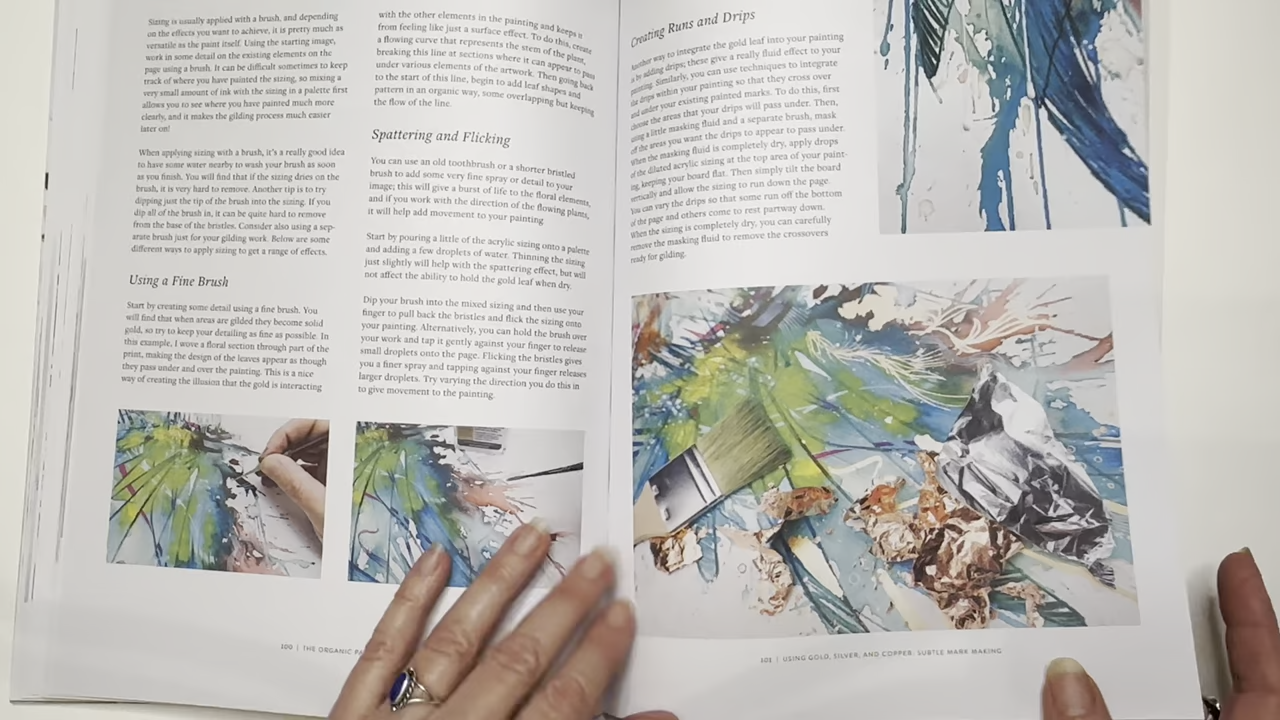 Sizing is usually applied with a brush, and depending
on the effects you want to achieve, it is pretty much as
versatile as the paint itself. Using the starting image,
work in some detail on the existing elements on the
page using a brush. It can be difficult sometimes to keep
track of where you have painted the sizing, so mixing a
very small amount of ink with the sizing in a palette first
allows you to see where you have painted much more
clearly, and it makes the gilding process much easier
later on!
When applying sizing with a brush, it's a really good idea
to have some water nearby to wash your brush as soon
as you finish. You will find that if the sizing dries on the
brush, it is very hard to remove. Another tip is to try
dipping just the tip of the brush into the sizing. If you
dip all of the brush in, it can be quite hard to remove
from the base of the bristles. Consider also using a sep-
arate brush just for your gilding work. Below are some
different ways to apply sizing to get a range of effects.
Using a Fine Brush
Start by creating some detail using a fine brush. You
will find that when areas are gilded they become solid
gold, so try to keep your detailing as fine as possible. In
this example, I wove a floral section through part of the
print, making the design of the leaves appear as though
they pass under and over the painting. This is a nice
way of creating the illusion that the gold is interacting
with the other elements in the painting and keeps it
from feeling like just a surface effect. To do this, create
a flowing curve that represents the stem of the plant,
breaking this line at sections where it can appear to pass
under various elements of the artwork. Then going back
to the start of this line, begin to add leaf shapes and
pattern in an organic way, some overlapping but keeping
the flow of the line.
Spattering and Flicking
You can use an old toothbrush or a shorter bristled
brush to add some very fine spray or detail to your
image; this will give a burst of life to the floral elements,
and if you work with the direction of the flowing plants,
it will help add movement to your painting
Start by pouring a little of the acrylic sizing onto a palette
and adding a few droplets of water. Thinning the sizing
just slightly will help with the spattering effect, but will
not affect the ability to hold the gold leaf when dry.
Dip your brush into the mixed sizing and then use your
finger to pull back the bristles and flick the sizing onto
your painting. Alternatively, you can hold the brush over
your work and tap it gently against your finger to release
small droplets onto the page. Flicking the bristles gives
you a finer spray and tapping against your finger releases
larger droplets. Try varying the direction you do this in
to give movement to the painting.
100 | THE ORGANIC PA
Creating Runs and Drips
Another way to integrate the gold leaf into your painting
is by adding drips; these give a really fluid effect to your
painting. Similarly, you can use techniques to integrate
the drips within your painting so that they cross over
and under your existing painted marks. To do this, first
choose the areas that your drips will pass under. Then,
using a little masking fluid and a separate brush, mask
off the areas you want the drips to appear to pass under.
When the masking fluid is completely dry, apply drops
of the diluted acrylic sizing at the top area of your paint-
ing, keeping your board flat. Then simply tilt the board
vertically and allow the sizing to run down the page.
You can vary the drips so that some run off the bottom
of the page and others come to rest partway down.
When the sizing is completely dry, you can carefully
remove the masking fluid to remove the crossovers
ready for gilding.
101 | USING GOLD, SILVER, AND COPPER: SUBTLE MARK MAKING